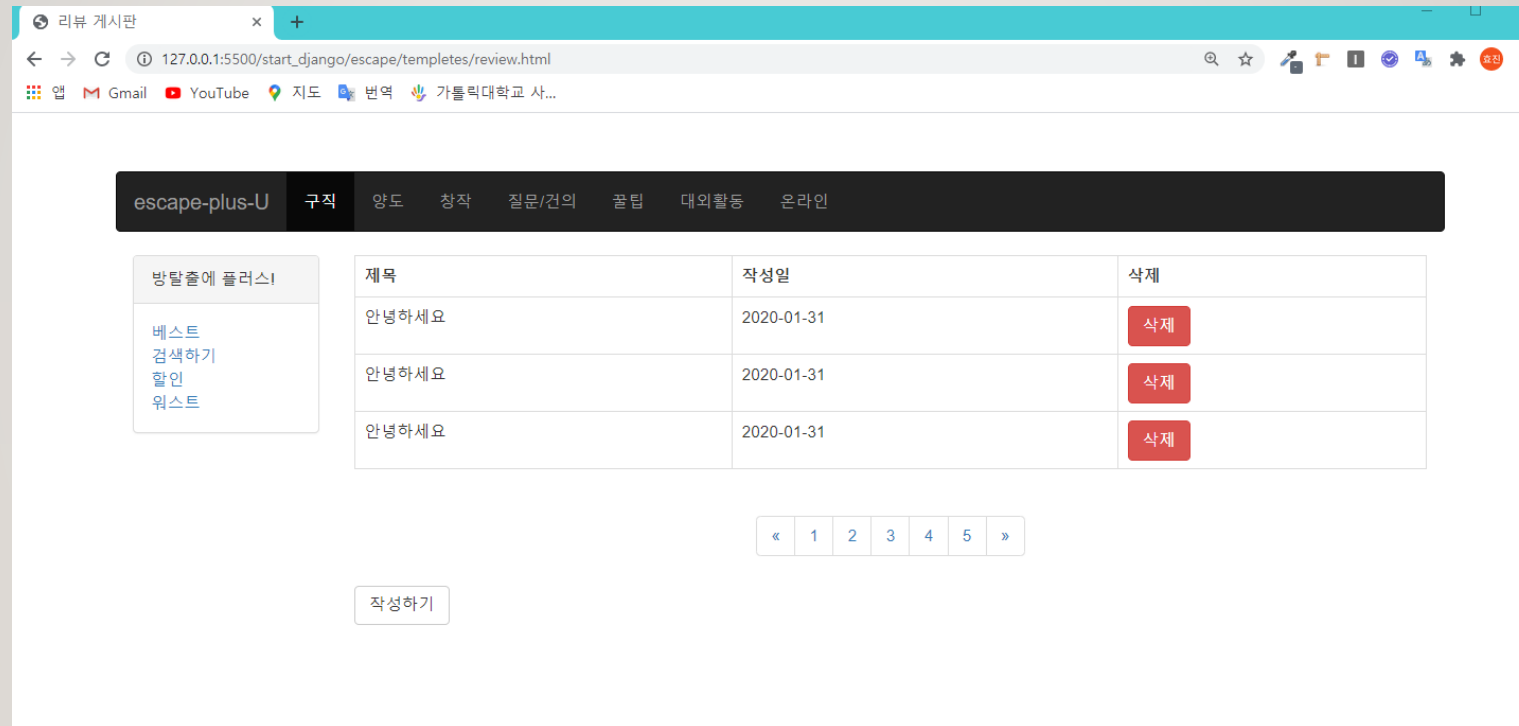 리뷰 게시판
127.0.0.1:5500/start_django/escape/templetes/review.html
효진
앱 Gmail YouTube 지도 번역 가톨릭대학교 사...
escape-plus-U 구직 양도 창작 질문/건의 꿀팁 대외활동 온라인
방탈출에 플러스!
베스트
검색하기
할인
워스트
제목 작성일 삭제
안녕하세요 2020-01-31 삭제
안녕하세요 2020-01-31 삭제
안녕하세요 2020-01-31 삭제
« 1 2 3 4 5 »
작성하기